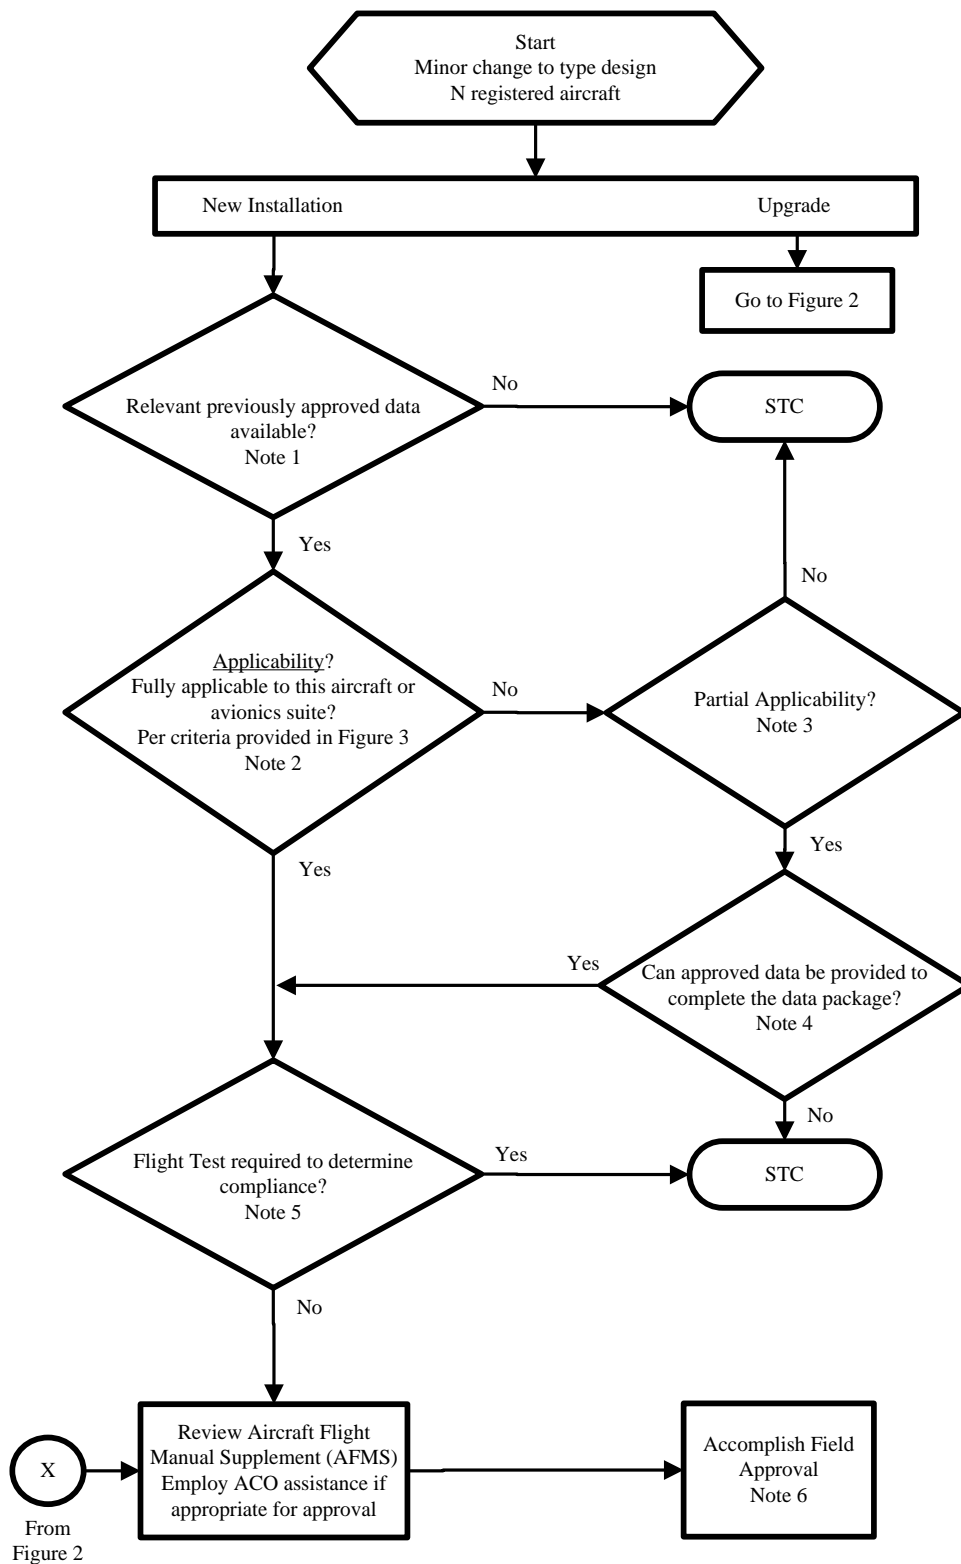 Start
Minor change to type design
N registered aircraft
New Installation
Upgrade
Go to Figure 2
Relevant previously approved data
available?
Note 1
No
STC
Yes
No
Applicability?
Fully applicable to this aircraft or
avionics suite?
Per criteria provided in Figure 3
Note 2
No
Partial Applicability?
Note 3
Yes
Yes
Yes
Can approved data be provided to
complete the data package?
Note 4
No
Flight Test required to determine
compliance?
Note 5
Yes
STC
No
X
From
Figure 2
Review Aircraft Flight
Manual Supplement (AFMS)
Employ ACO assistance if
appropriate for approval
Accomplish Field
Approval
Note 6